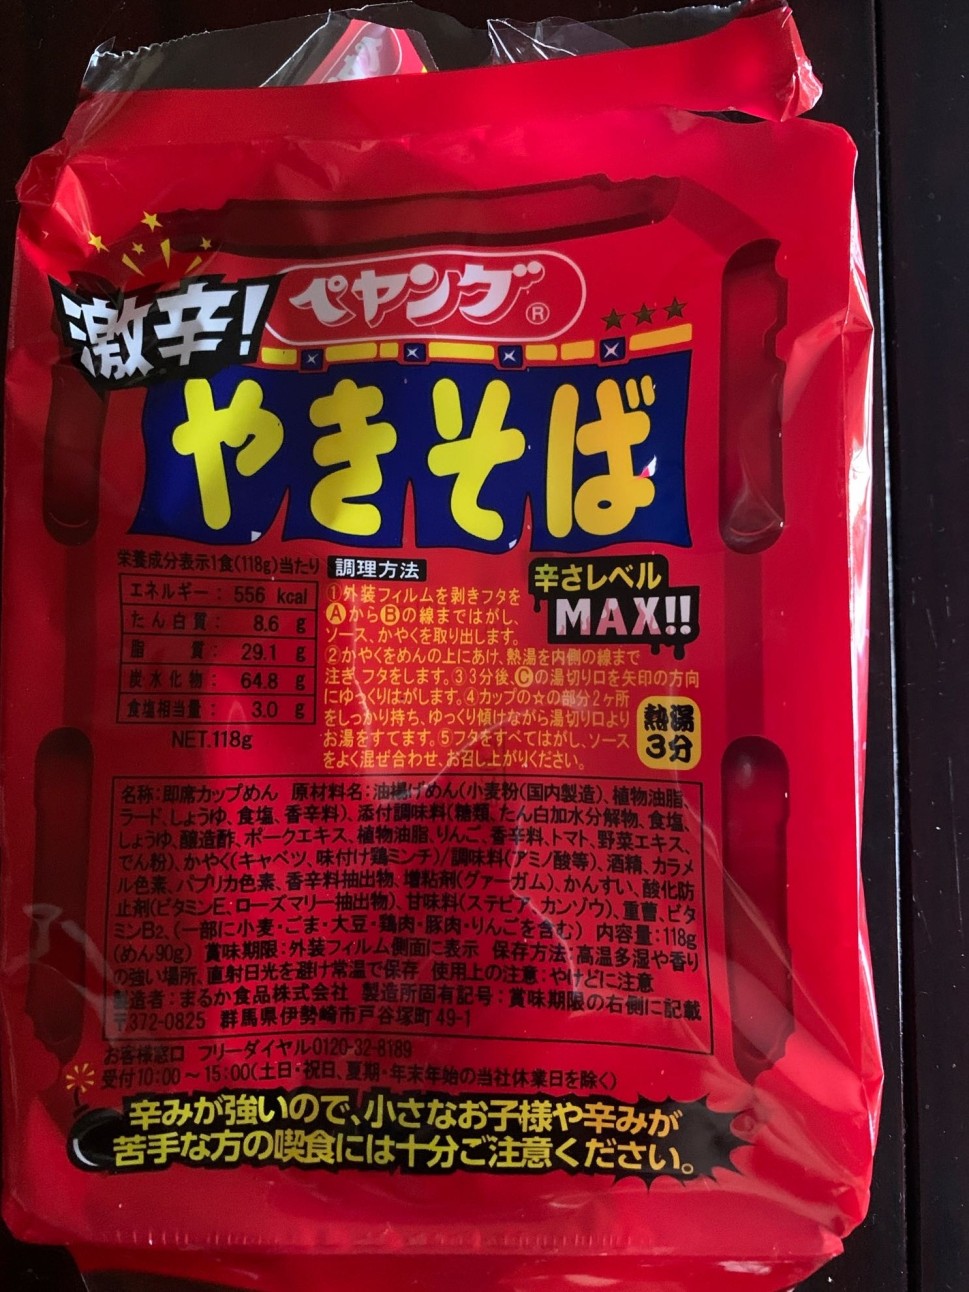 激辛!
ペヤング®
やきそば
栄養成分表示1食(118g)当たり
エネルギー: 556 kcal
たん白質: 8.6 g
脂 質: 29.1 g
炭水化物: 64.8 g
食塩相当量: 3.0 g
NET.118g
調理方法
辛さレベル
MAX!!
①外装フィルムを剥きフタを
ⒶからⒷの線まではがし、
ソース、かやくを取り出します。
②かやくをめんの上にあけ、熱湯を内側の線まで
注ぎ、フタをします。③3分後、Ⓒの湯切り口を矢印の方向
にゆっくりはがします。④カップの☆の部分2ヶ所
をしっかり持ち、ゆっくり傾けながら湯切り口より
お湯をすてます。⑤フタをすべてはがし、ソース
をよく混ぜ合わせ、お召し上がりください。
熱湯
3分
名称:即席カップめん 原材料名:油揚げめん(小麦粉(国内製造)、植物油脂、
ラード、しょうゆ、食塩、香辛料)、添付調味料(糖類、たん白加水分解物、食塩、
しょうゆ、醸造酢、ポークエキス、植物油脂、りんご、香辛料、トマト、野菜エキス、
でん粉)、かやく(キャベツ、味付け鶏ミンチ)/調味料(アミノ酸等)、酒精、カラメ
ル色素、パプリカ色素、香辛料抽出物、増粘剤(グァーガム)、かんすい、酸化防
止剤(ビタミンE、ローズマリー抽出物)、甘味料(ステビア、カンゾウ)、重曹、ビタ
ミンB2、(一部に小麦・ごま・大豆・鶏肉・豚肉・りんごを含む) 内容量:118g
(めん90g) 賞味期限:外装フィルム側面に表示 保存方法:高温多湿や香り
の強い場所、直射日光を避け常温で保存 使用上の注意:やけどに注意
製造者:まるか食品株式会社 製造所固有記号:賞味期限の右側に記載
〒372-0825 群馬県伊勢崎市戸谷塚町49-1
お客様窓口 フリーダイヤル0120-32-8189
受付10:00～15:00(土日・祝日、夏期・年末年始の当社休業日を除く)
辛みが強いので、小さなお子様や辛みが
苦手な方の喫食には十分ご注意ください。